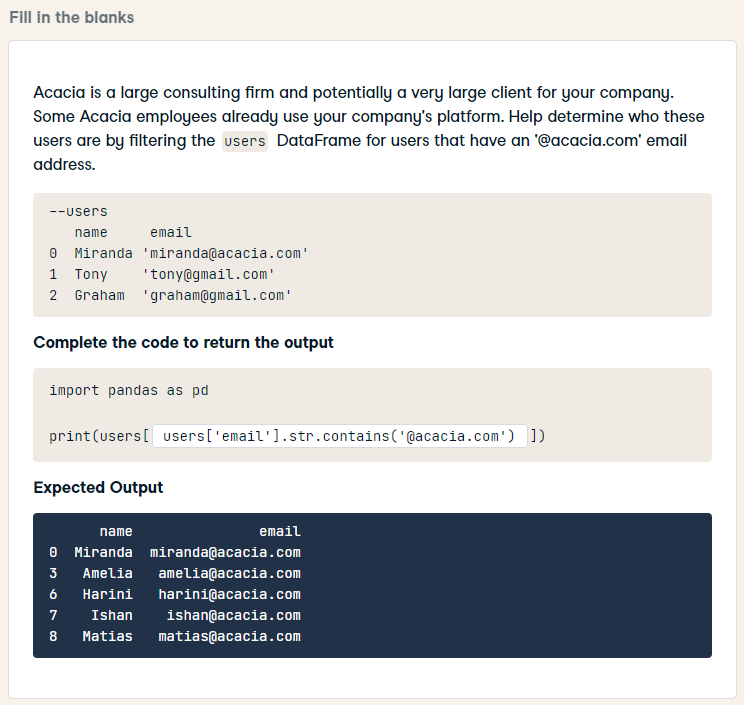 Fill in the blanks
Acacia is a large consulting firm and potentially a very large client for your company.
Some Acacia employees already use your company's platform. Help determine who these
users are by filtering the users DataFrame for users that have an '@acacia.com' email
address.
--users
name email
0 Miranda 'miranda@acacia.com'
1 Tony 'tony@gmail.com'
2 Graham 'graham@gmail.com'
Complete the code to return the output
import pandas as pd
print(users[ users['email'].str.contains('@acacia.com') ])
Expected Output
name email
0 Miranda miranda@acacia.com
3 Amelia amelia@acacia.com
6 Harini harini@acacia.com
7 Ishan ishan@acacia.com
8 Matias matias@acacia.com